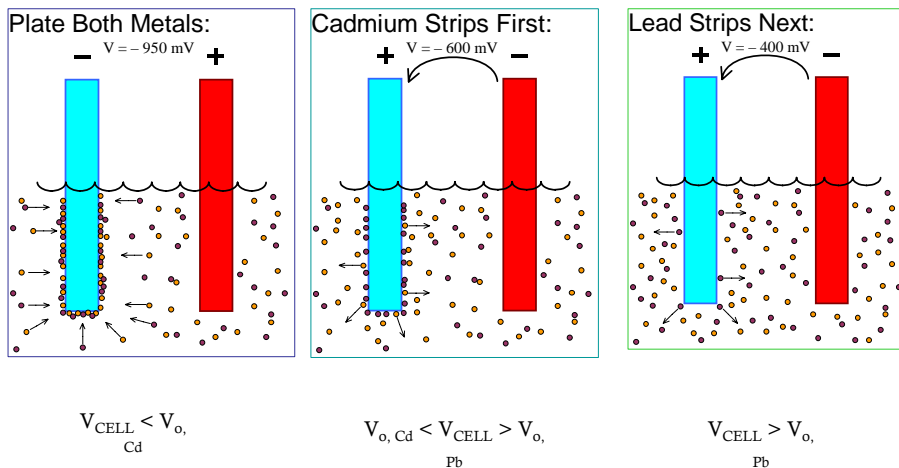 Plate Both Metals:
V = – 950 mV
– +
Cadmium Strips First:
V = – 600 mV
+ –
Lead Strips Next:
V = – 400 mV
+ –
V CELL < V o,
Cd
V o, Cd < V CELL > V o,
Pb
V CELL > V o,
Pb